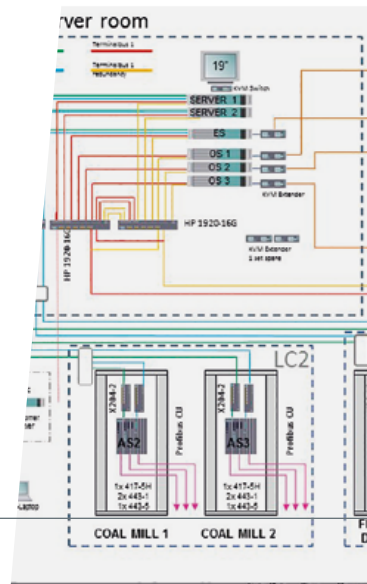 rver room
Terminalbus 1
Terminalbus 1
redundancy
19"
KVM Switch
SERVER 1
SERVER 2
ES
OS 1
OS 2
OS 3
KVM Extender
HP 1920-16G
HP 1920-16G
KVM Extender
1 set spare
LC2
X204-2
AS2
Profibus CU
1x 417-5H
2x 443-1
1x 443-5
COAL MILL 1
X204-2
AS3
Profibus CU
1x 417-5H
2x 443-1
1x 443-5
COAL MILL 2
Laptop